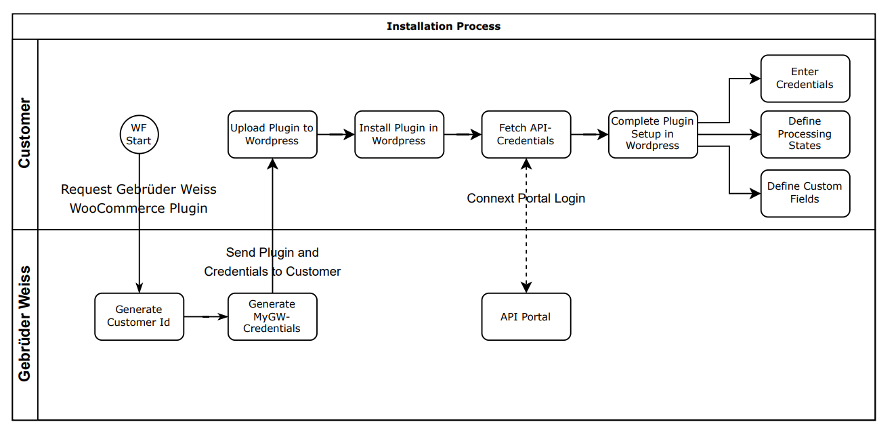 Installation Process
Customer
WF
Start
Request Gebrüder Weiss
WooCommerce Plugin
Upload Plugin to
Wordpress
Install Plugin in
Wordpress
Fetch API-
Credentials
Complete Plugin
Setup in
Wordpress
Enter
Credentials
Define
Processing
States
Define Custom
Fields
Connext Portal Login
Gebrüder Weiss
Send Plugin and
Credentials to Customer
Generate
Customer Id
Generate
MyGW-
Credentials
API Portal